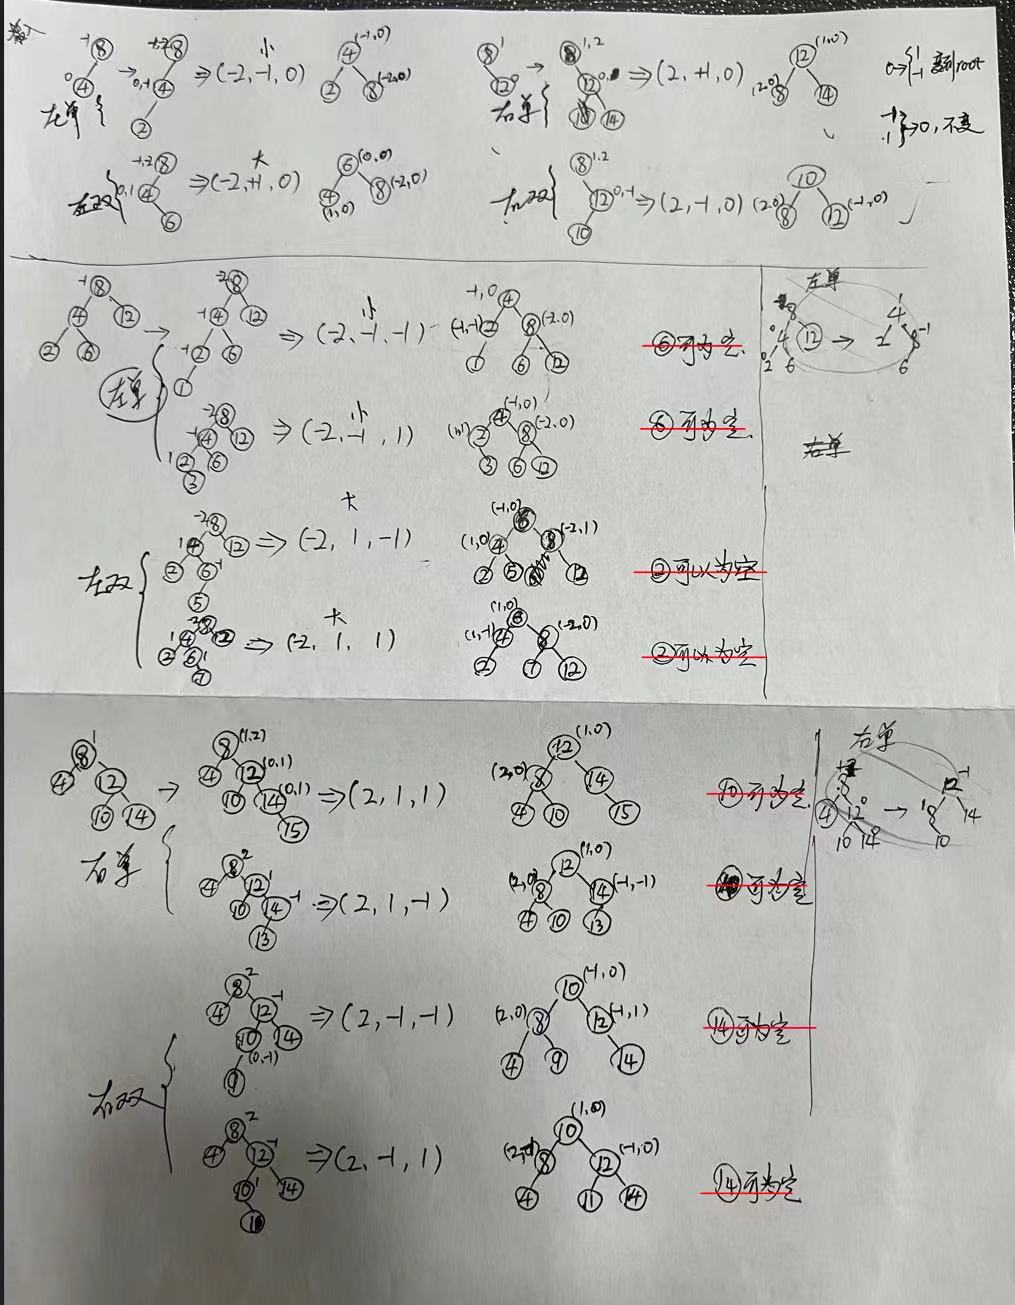 -1 8 -1,-2 8 小 4 (-1,0) 8 1 8 1,2 12 (1,0)
0 4 → 0,-1 4 ⇒ (-2,-1,0) 2 8 (-2,0) 12 0 → 12 ⇒ (2,+1,0) (2,0) 8 14 0→{1 -1 root
左单 { 2 右单 { 10 14 -1 1 }→0,不变
-1,-2 8 大 6 (0,0) 8 1,2 10
左双 { 0,1 4 ⇒ (-2,+1,0) 4 8 (-2,0) 右双 { 12 0,-1 ⇒ (2,-1,0) (2,0) 8 12 (-1,0)
6 (1,0) 10
-1 8 -2 8 小 -1,0 4 左单
4 12 → -1 4 12 ⇒ (-2,-1,-1) (-1,-1) 2 8 (-2,0) ⑥可为空 8 4 1
2 6 -1 2 6 1 6 12 0 4 12 → 2 8 -1
左单 { 1 2 6 6
-2 8 小 4 (-1,0)
-1 4 12 ⇒ (-2,-1,1) 2 8 (-2,0) ⑥可为空
1 2 6 3 6 12 右单
3
-2 8 大 (-1,0) 6
1 4 12 ⇒ (-2,1,-1) (1,0) 4 8 (-2,1) ②可以为空
左双 { 2 6 -1 2 5 12
5
-2 8 大 (1,0) 6
1 4 12 ⇒ (-2,1,1) (1,-1) 4 8 (-2,0) ②可以为空
2 6 1 2 7 12
7
8 1 8 (1,2) 12 (1,0) 右单
4 12 → 4 12 (0,1) ⇒ (2,1,1) (2,0) 8 14 ⑩可为空 8 12 -1
10 14 10 14 (0,1) 4 10 15 4 12 0 → 1 8 14
15 10 14 10
右单 { 8 2 12 (1,0)
4 12 1 ⇒ (2,1,-1) (2,0) 8 14 (-1,-1) 可为空
10 14 -1 4 10 13
13
8 2 10 (-1,0)
4 12 -1 ⇒ (2,-1,-1) (2,0) 8 12 (-1,1) ⑭可为空
10 14 4 9 14
(0,-1)
9
右双 { 8 2 10 (1,0)
4 12 -1 ⇒ (2,-1,1) 8 12 (-1,0) ⑭可为空
10 1 14 4 11 14